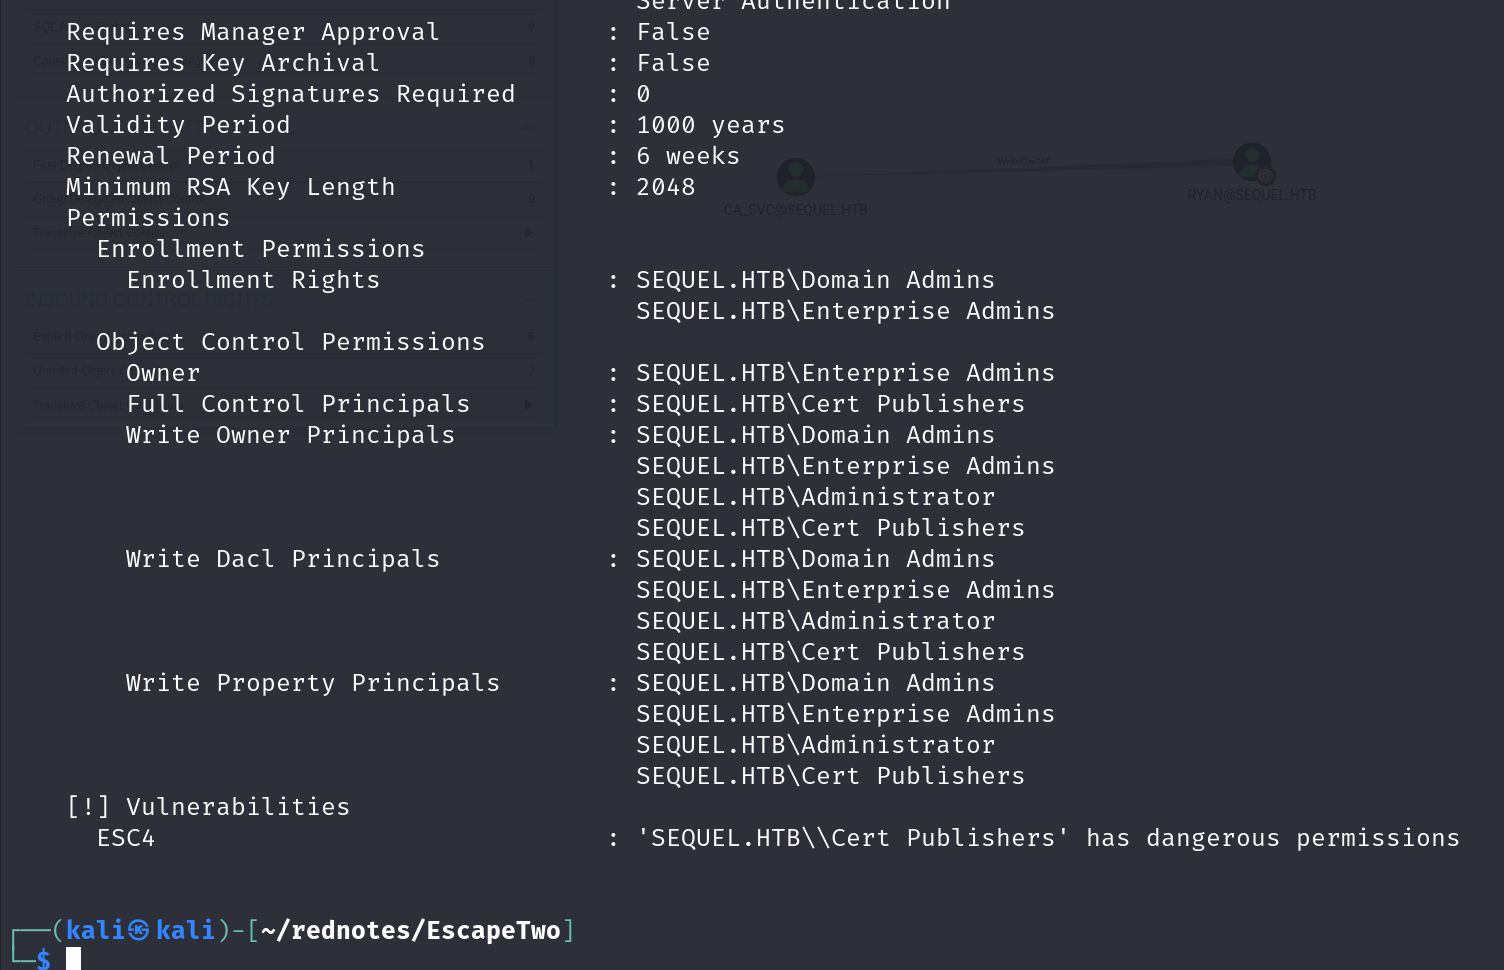 Server Authentication
Requires Manager Approval : False
Requires Key Archival : False
Authorized Signatures Required : 0
Validity Period : 1000 years
Renewal Period : 6 weeks
Minimum RSA Key Length : 2048
Permissions
Enrollment Permissions
Enrollment Rights : SEQUEL.HTB\Domain Admins
SEQUEL.HTB\Enterprise Admins
Object Control Permissions
Owner : SEQUEL.HTB\Enterprise Admins
Full Control Principals : SEQUEL.HTB\Cert Publishers
Write Owner Principals : SEQUEL.HTB\Domain Admins
SEQUEL.HTB\Enterprise Admins
SEQUEL.HTB\Administrator
SEQUEL.HTB\Cert Publishers
Write Dacl Principals : SEQUEL.HTB\Domain Admins
SEQUEL.HTB\Enterprise Admins
SEQUEL.HTB\Administrator
SEQUEL.HTB\Cert Publishers
Write Property Principals : SEQUEL.HTB\Domain Admins
SEQUEL.HTB\Enterprise Admins
SEQUEL.HTB\Administrator
SEQUEL.HTB\Cert Publishers
[!] Vulnerabilities
ESC4 : 'SEQUEL.HTB\\Cert Publishers' has dangerous permissions
┌──(kali㉿kali)-[~/rednotes/EscapeTwo]
└─$
WriteOwner
CA_SVC@SEQUEL.HTB
RYAN@SEQUEL.HTB